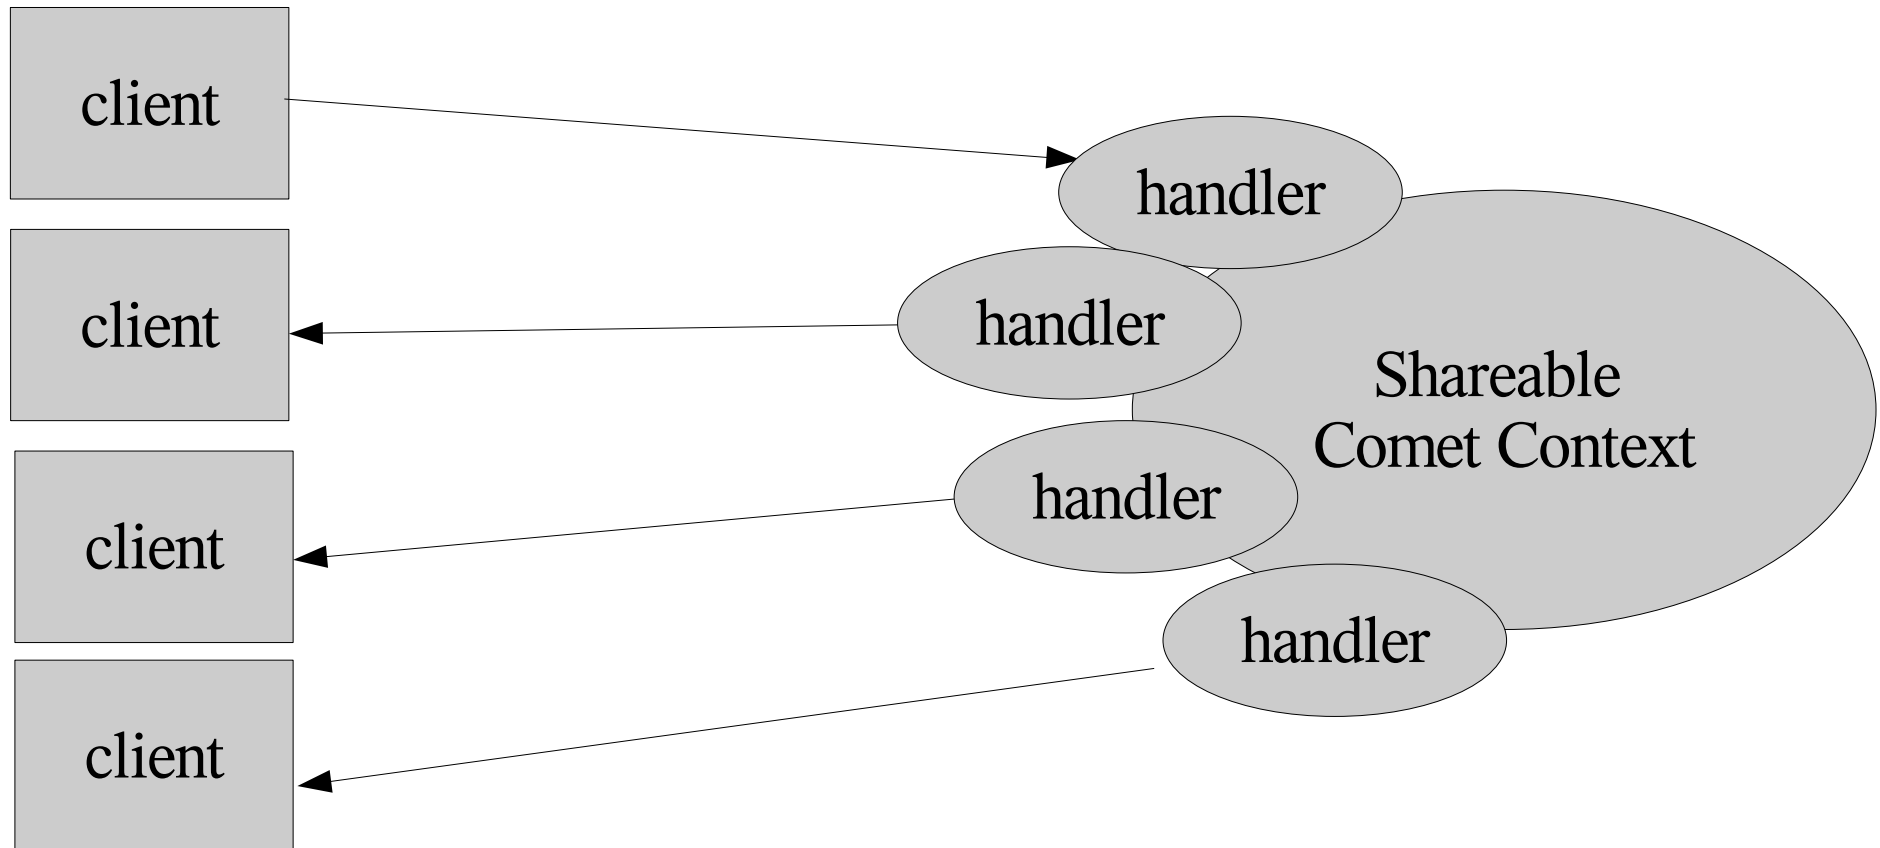 client
handler
client
handler
Shareable
Comet Context
client
handler
client
handler